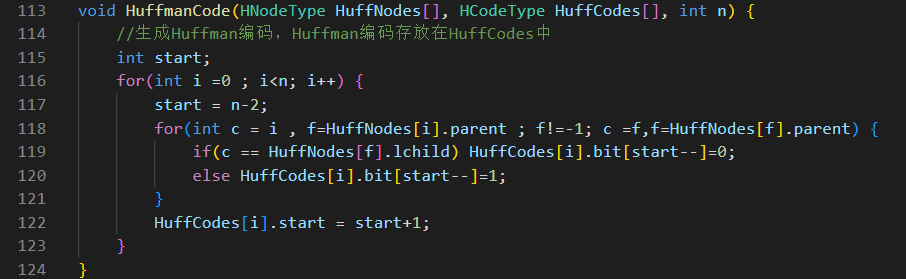 113 void HuffmanCode(HNodeType HuffNodes[], HCodeType HuffCodes[], int n) {
114     //生成Huffman编码，Huffman编码存放在HuffCodes中
115     int start;
116     for(int i =0 ; i<n; i++) {
117         start = n-2;
118         for(int c = i , f=HuffNodes[i].parent ; f!=-1; c =f,f=HuffNodes[f].parent) {
119             if(c == HuffNodes[f].lchild) HuffCodes[i].bit[start--]=0;
120             else HuffCodes[i].bit[start--]=1;
121         }
122         HuffCodes[i].start = start+1;
123     }
124 }